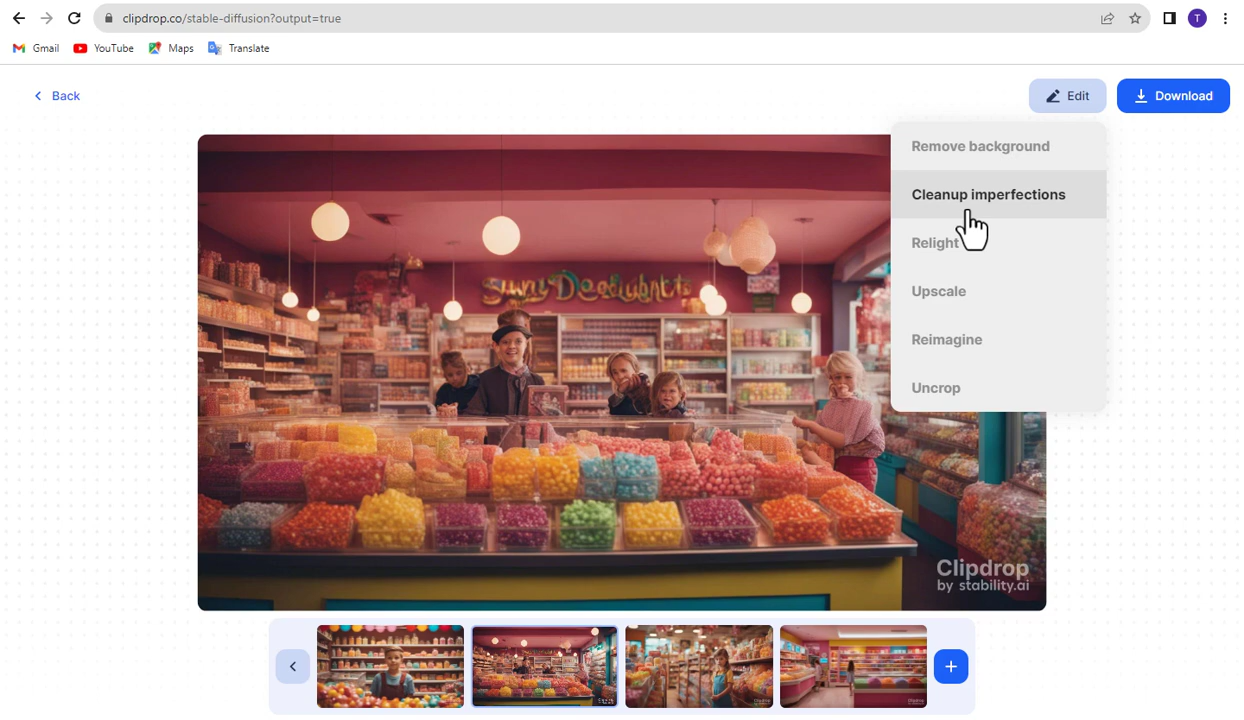 clipdrop.co/stable-diffusion?output=true
Gmail YouTube Maps Translate
T
Back
Edit
Download
Remove background
Cleanup imperfections
Relight
Upscale
Reimagine
Uncrop
Clipdrop
by stability.ai